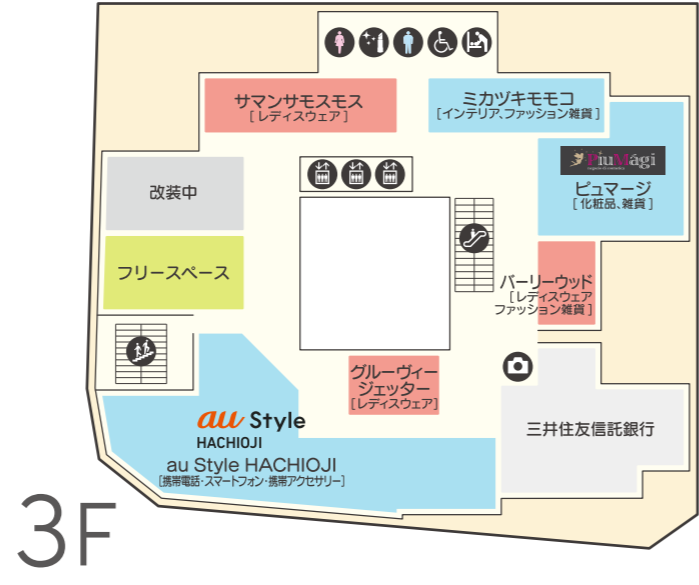 サマンサモスモス
[レディスウェア]
ミカヅキモモコ
[インテリア、ファッション雑貨]
PiuMági
ピュマージ
[化粧品、雑貨]
改装中
フリースペース
バーリーウッド
[レディスウェア
ファッション雑貨]
グルーヴィー
ジェッター
[レディスウェア]
三井住友信託銀行
au Style
HACHIOJI
au Style HACHIOJI
[携帯電話・スマートフォン・携帯アクセサリー]
3F